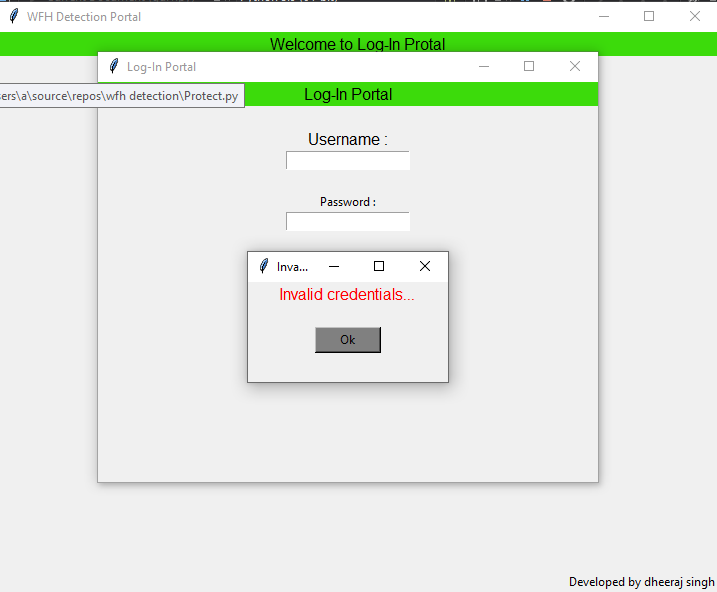 WFH Detection Portal
Welcome to Log-In Protal
Log-In Portal
Log-In Portal
sers\a\source\repos\wfh detection\Protect.py
Username :
Password :
Inva...
Invalid credentials...
Ok
Developed by dheeraj singh